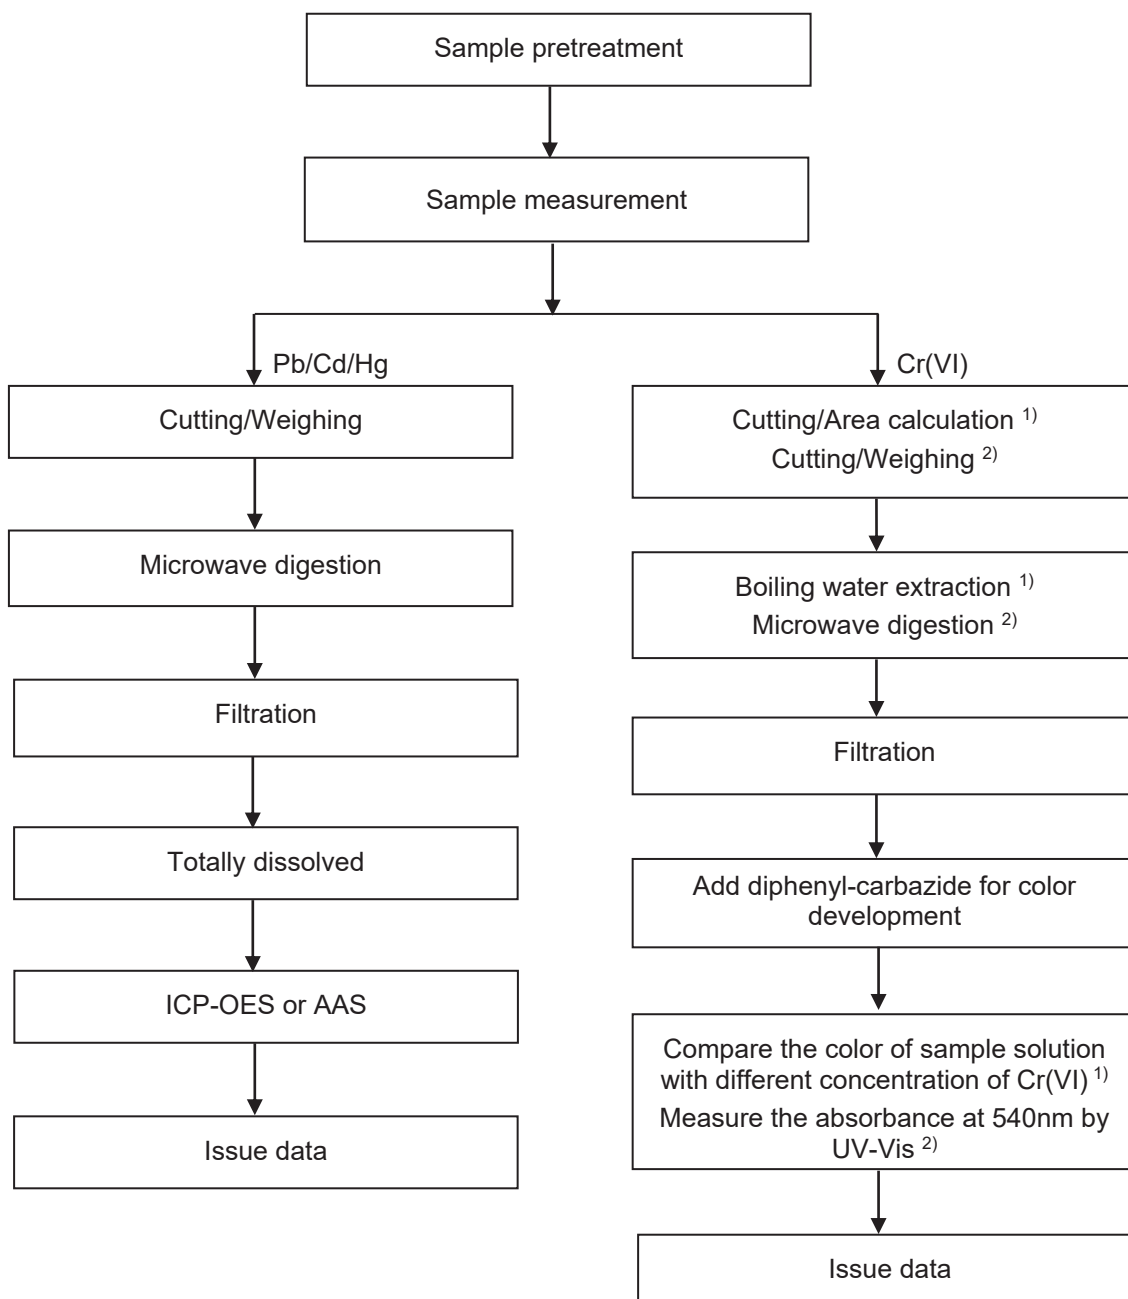 Sample pretreatment
Sample measurement
Pb/Cd/Hg
Cutting/Weighing
Microwave digestion
Filtration
Totally dissolved
ICP-OES or AAS
Issue data
Cr(VI)
Cutting/Area calculation 1)
Cutting/Weighing 2)
Boiling water extraction 1)
Microwave digestion 2)
Filtration
Add diphenyl-carbazide for color
development
Compare the color of sample solution
with different concentration of Cr(VI) 1)
Measure the absorbance at 540nm by
UV-Vis 2)
Issue data